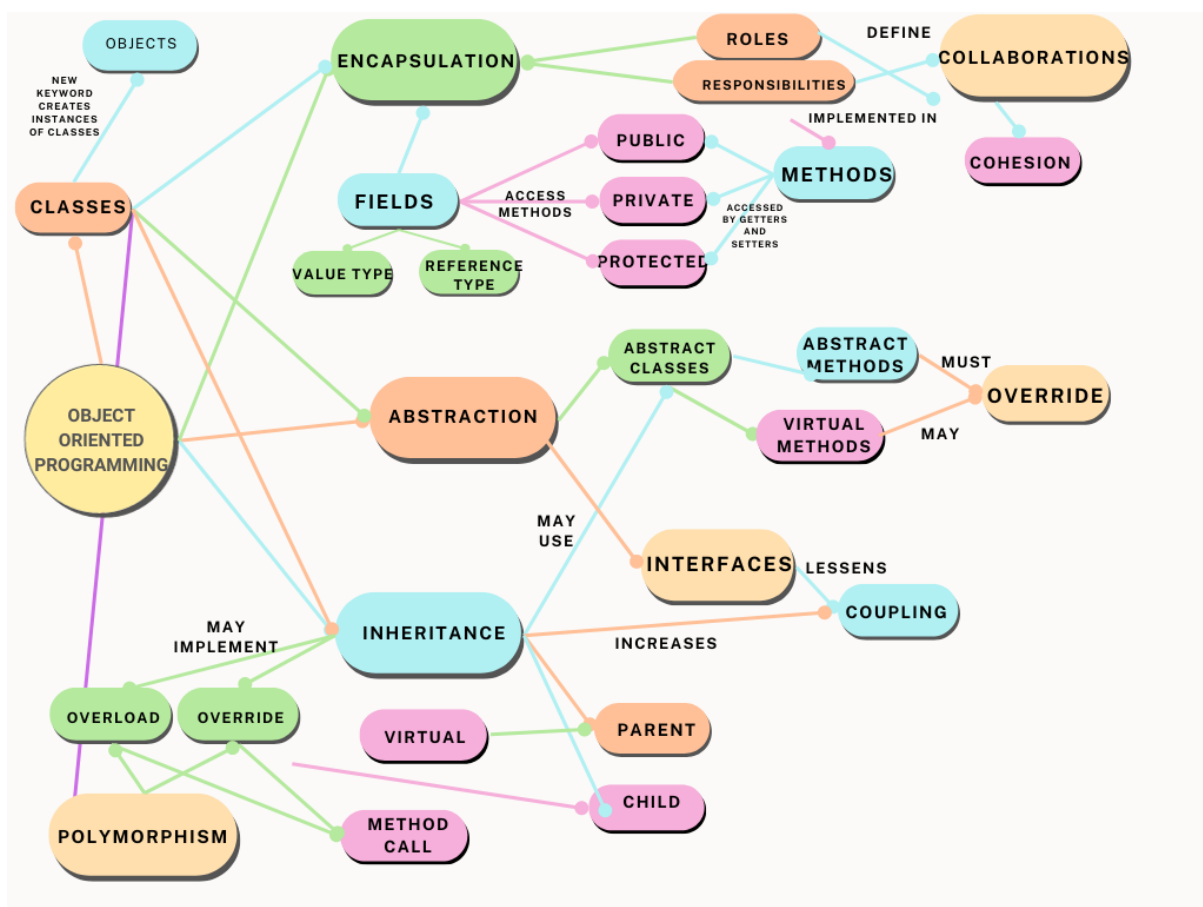 OBJECTS
NEW
KEYWORD
CREATES
INSTANCES
OF CLASSES
CLASSES
ENCAPSULATION
ROLES
RESPONSIBILITIES
DEFINE
COLLABORATIONS
IMPLEMENTED IN
COHESION
FIELDS
ACCESS
METHODS
PUBLIC
PRIVATE
PROTECTED
METHODS
ACCESSED
BY GETTERS
AND
SETTERS
VALUE TYPE
REFERENCE
TYPE
OBJECT
ORIENTED
PROGRAMMING
ABSTRACTION
ABSTRACT
CLASSES
ABSTRACT
METHODS
MUST
OVERRIDE
VIRTUAL
METHODS
MAY
MAY
USE
INTERFACES
LESSENS
COUPLING
INHERITANCE
INCREASES
MAY
IMPLEMENT
OVERLOAD
OVERRIDE
VIRTUAL
PARENT
CHILD
POLYMORPHISM
METHOD
CALL